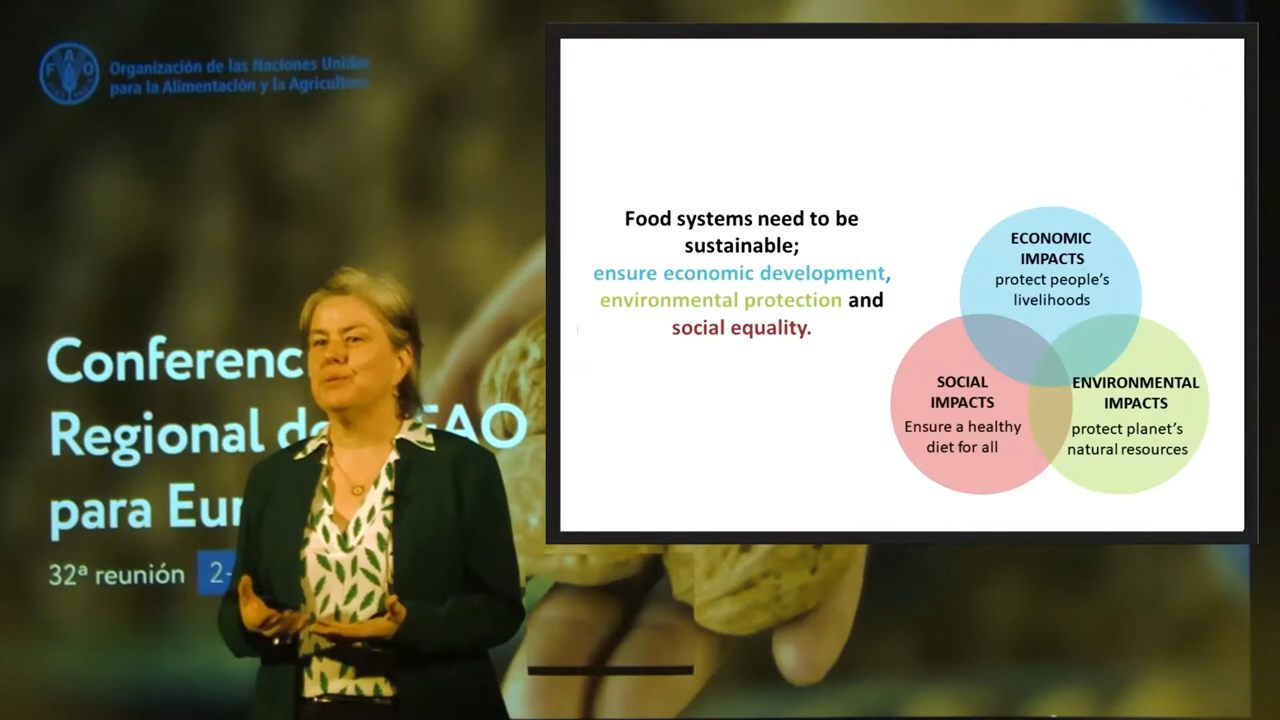 FAO
Organización de las Naciones Unidas
para la Alimentación y la Agricultura
Conferenc
Regional de FAO
para Eur
32ª reunión 2-
Food systems need to be
sustainable;
ensure economic development,
environmental protection and
social equality.
ECONOMIC
IMPACTS
protect people's
livelihoods
SOCIAL
IMPACTS
Ensure a healthy
diet for all
ENVIRONMENTAL
IMPACTS
protect planet's
natural resources